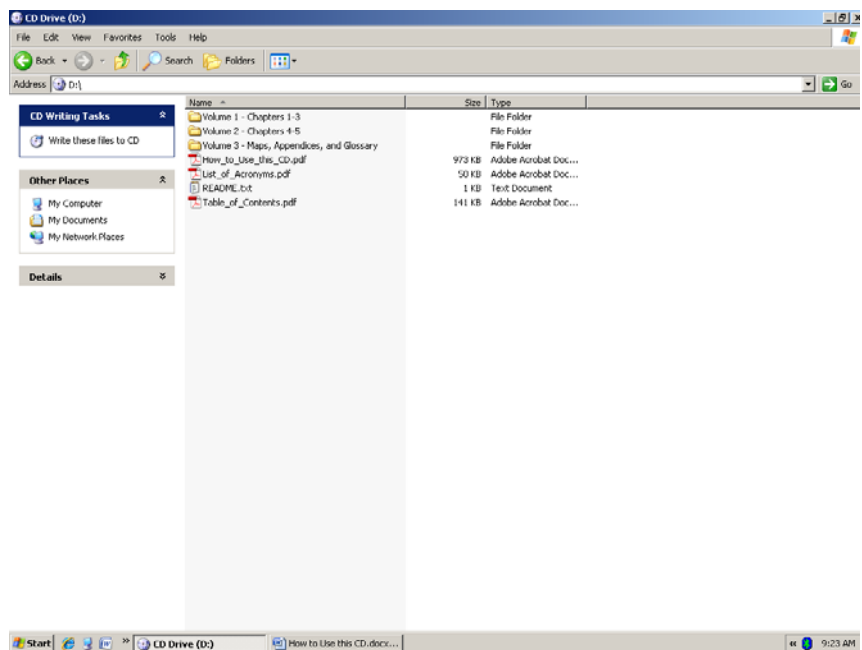 CD Drive (D:)
File Edit View Favorites Tools Help
Back Search Folders
Address D:\ Go
Name Size Type
CD Writing Tasks
Write these files to CD
Other Places
My Computer
My Documents
My Network Places
Details
Volume 1 - Chapters 1-3 File Folder
Volume 2 - Chapters 4-5 File Folder
Volume 3 - Maps, Appendices, and Glossary File Folder
How_to_Use_this_CD.pdf 973 KB Adobe Acrobat Doc...
List_of_Acronyms.pdf 50 KB Adobe Acrobat Doc...
README.txt 1 KB Text Document
Table_of_Contents.pdf 141 KB Adobe Acrobat Doc...
Start CD Drive (D:) How to Use this CD.docx... 9:23 AM